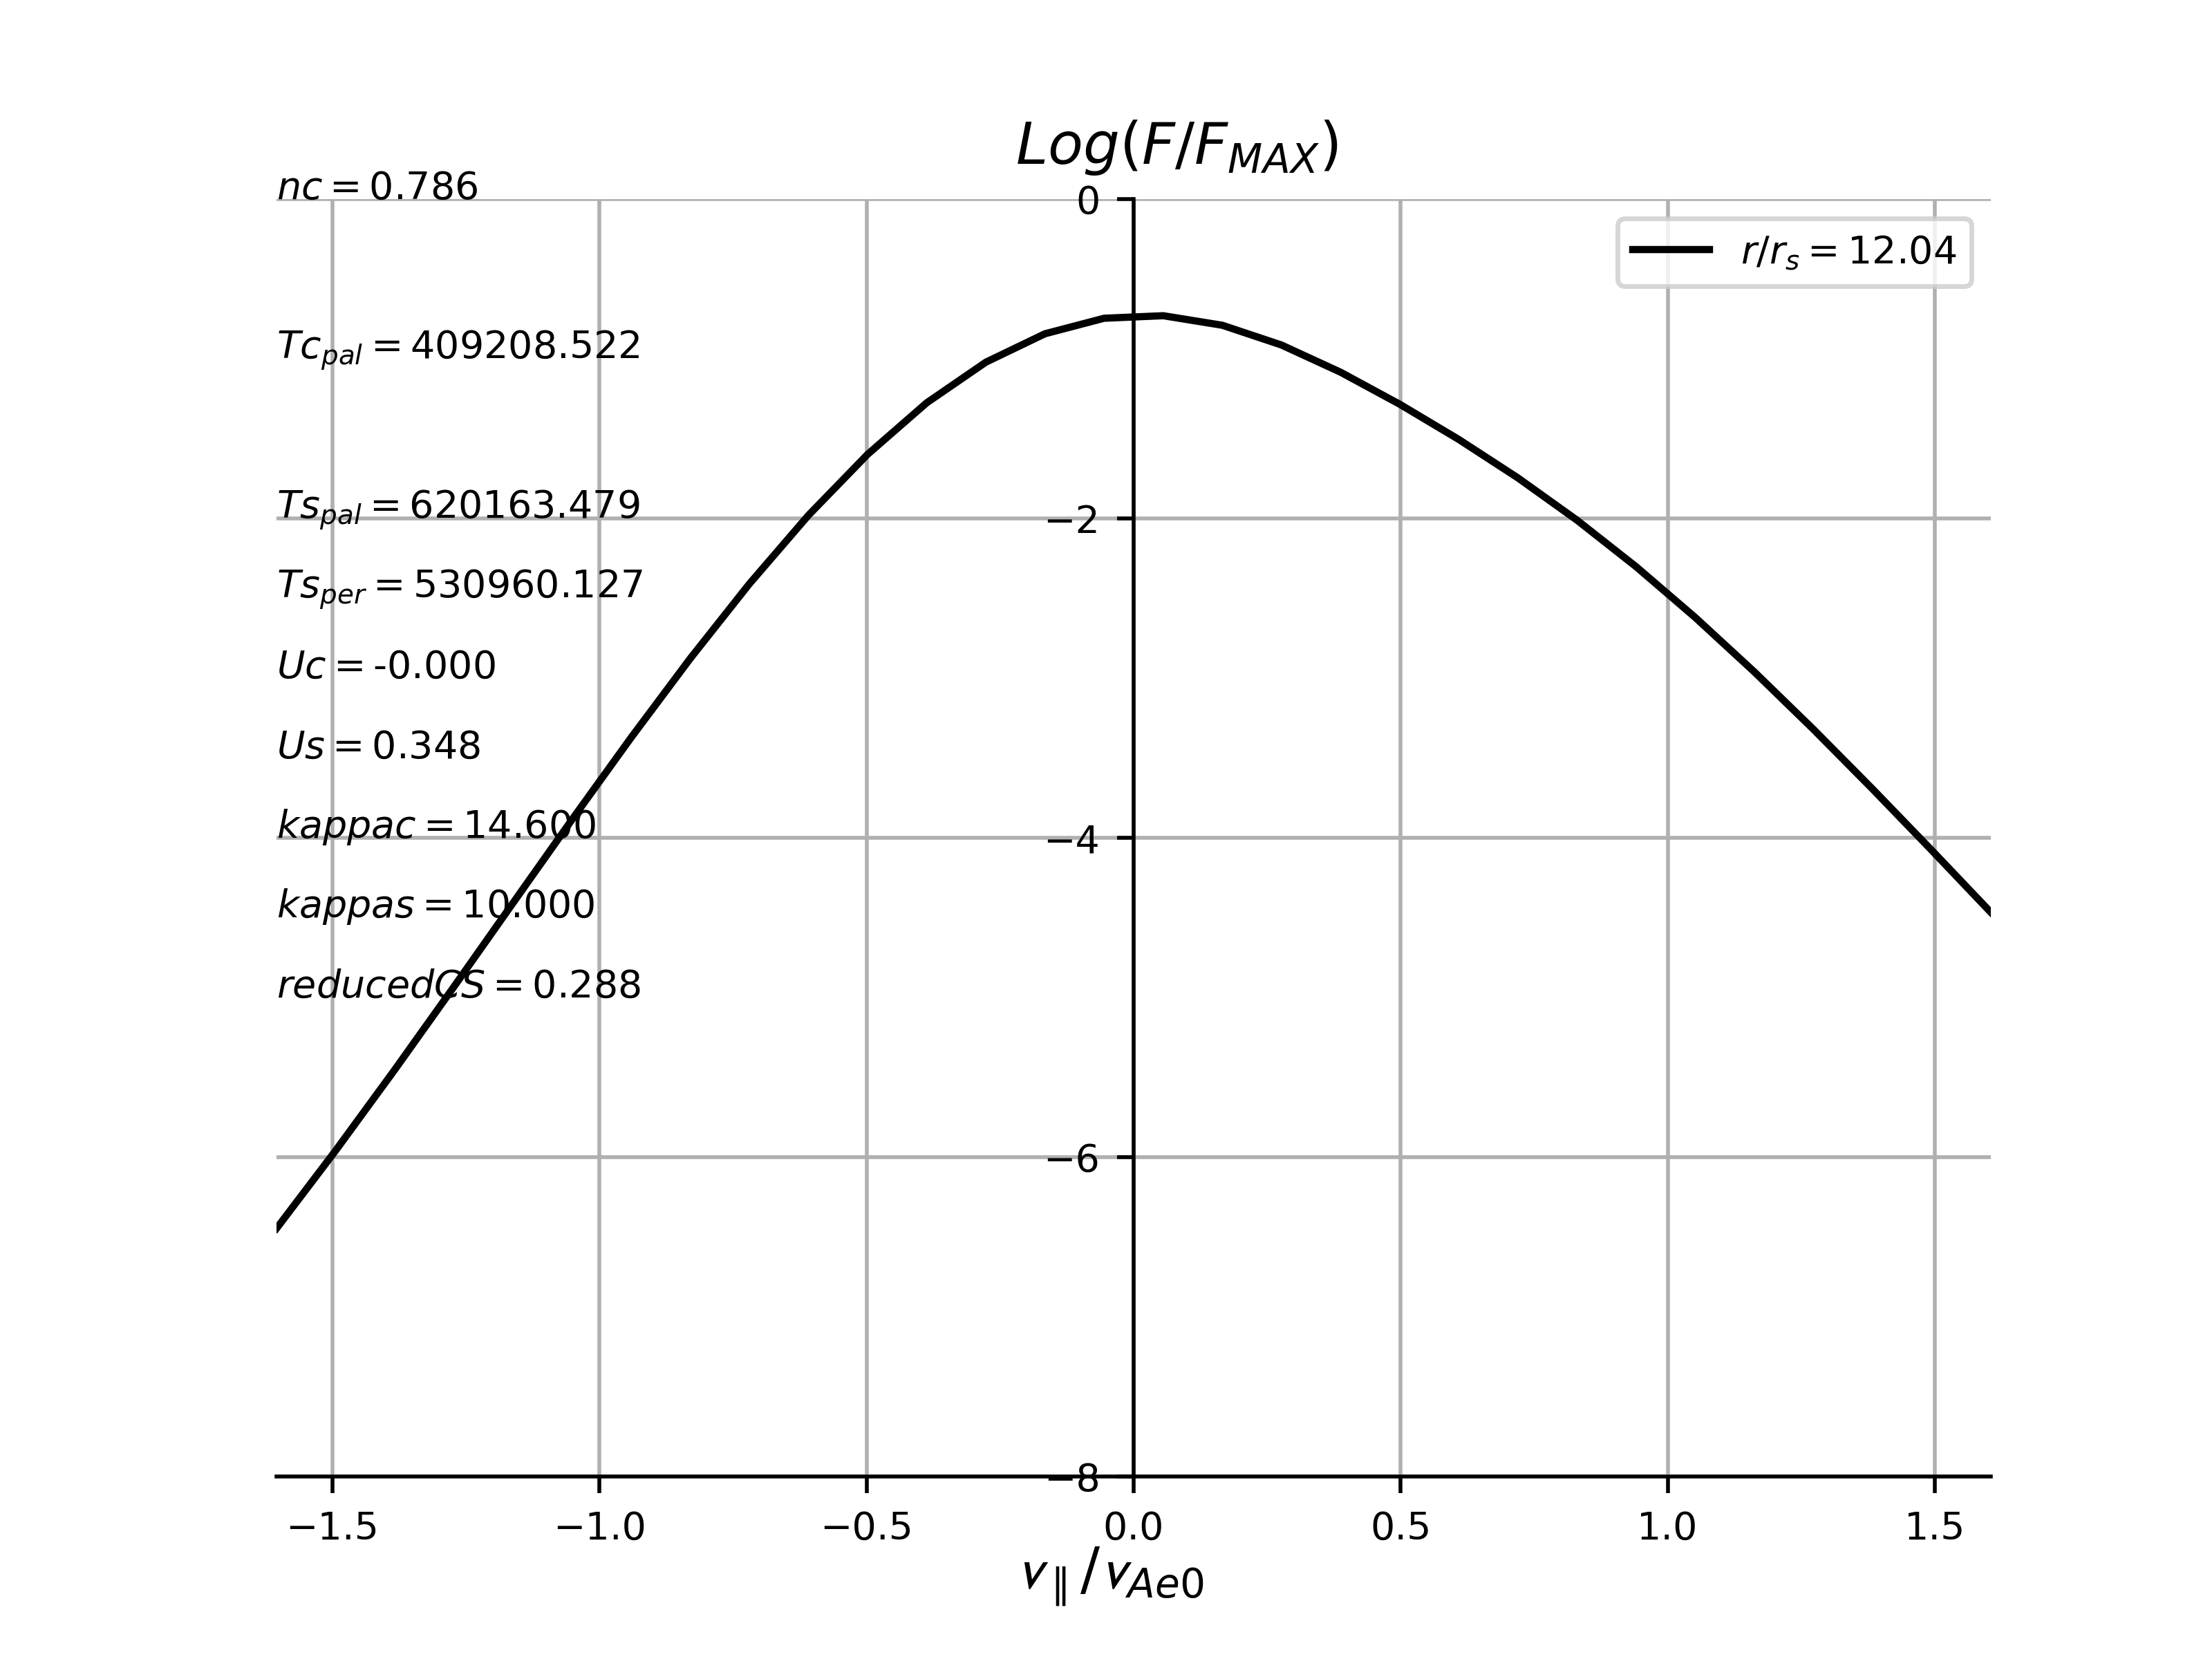 Log(F/F_MAX)
nc = 0.786
0
r/r_s = 12.04
Tc_pal = 409208.522
Ts_pal = 620163.479
−2
Ts_per = 530960.127
Uc = -0.000
Us = 0.348
kappac = 14.600
−4
kappas = 10.000
reducedCS = 0.288
−6
−8
−1.5 −1.0 −0.5 0.0 0.5 1.0 1.5
v_∥/v_Ae0